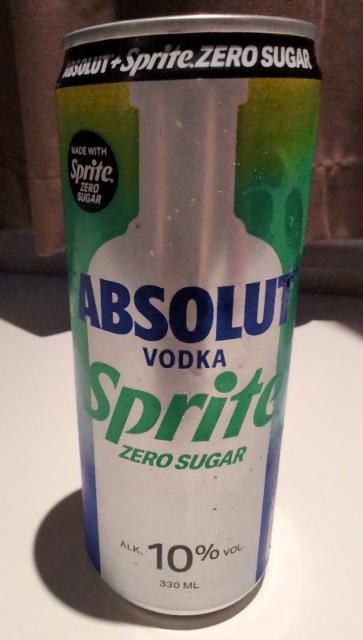 ABSOLUT+Sprite ZERO SUGAR
MADE WITH
Sprite
ZERO
SUGAR
ABSOLUT
VODKA
Sprite
ZERO SUGAR
ALK. 10% VOL.
330 ML